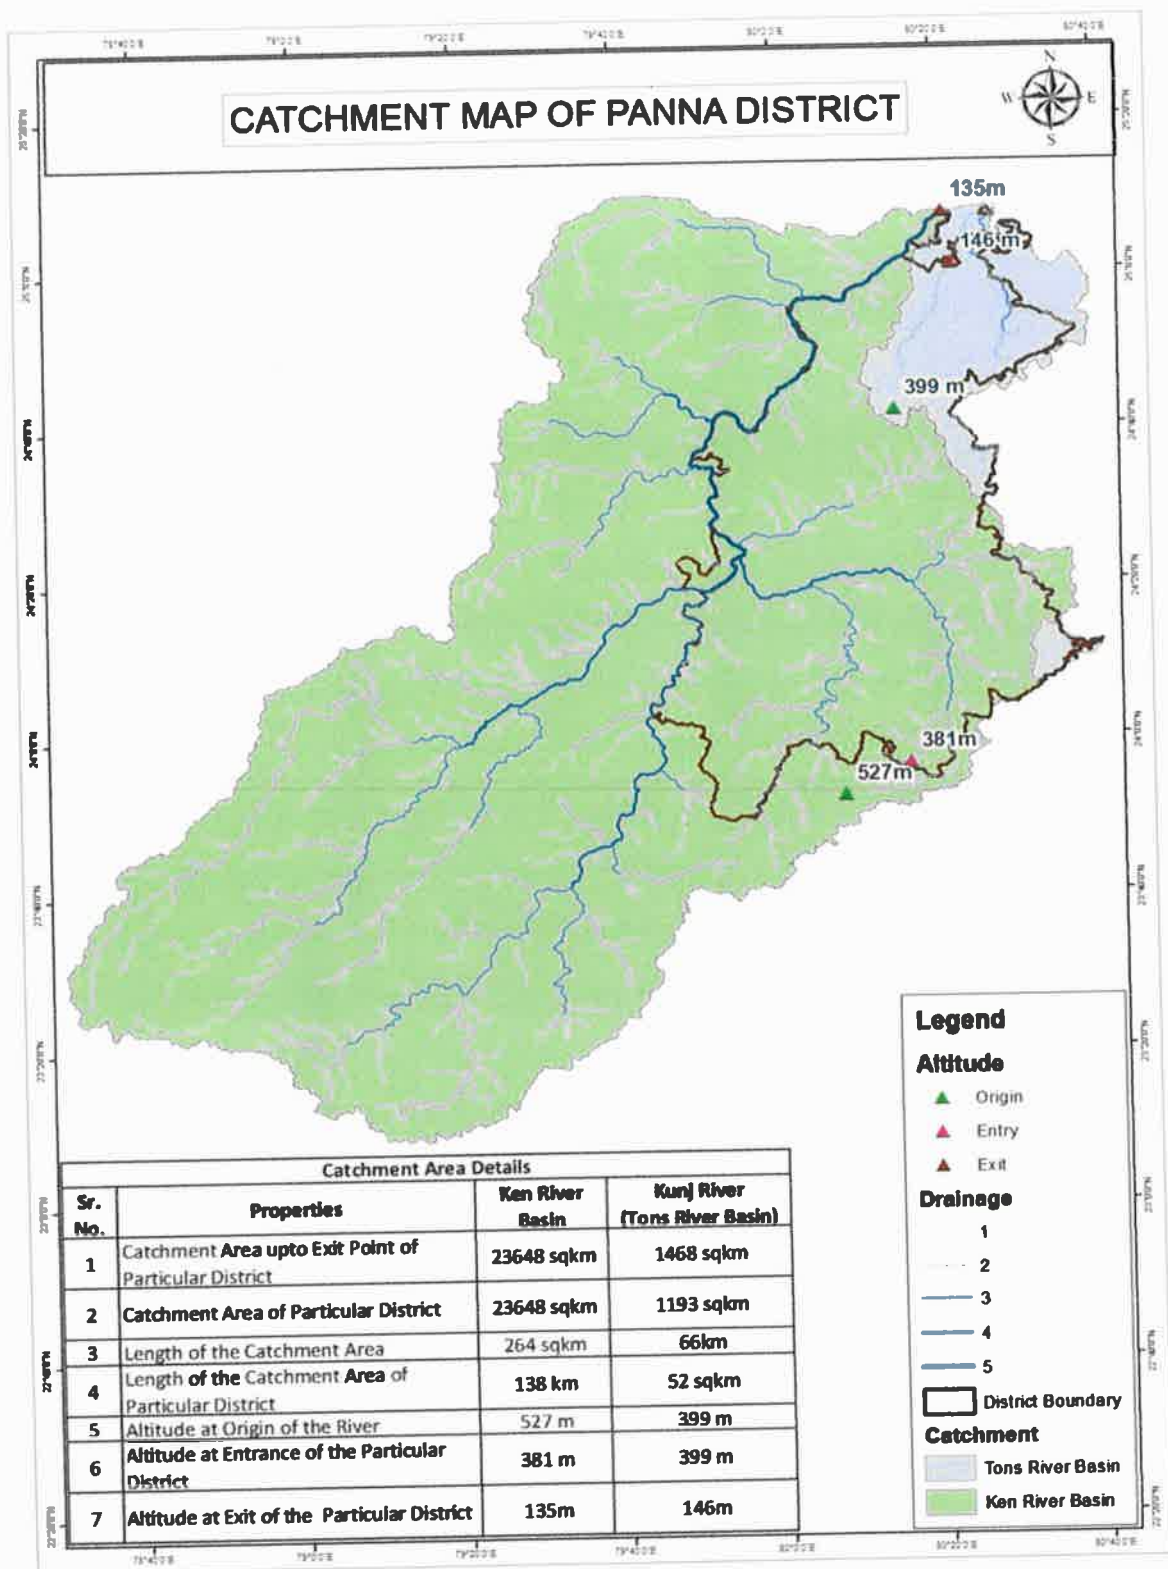 CATCHMENT MAP OF PANNA DISTRICT
N
W
E
S
135m
146 m
399 m
381m
527m
Legend
Altitude
Origin
Entry
Exit
Drainage
1
2
3
4
5
District Boundary
Catchment
Tons River Basin
Ken River Basin
Catchment Area Details
Sr. No. Properties Ken River Basin Kunj River (Tons River Basin)
1 Catchment Area upto Exit Point of Particular District 23648 sqkm 1468 sqkm
2 Catchment Area of Particular District 23648 sqkm 1193 sqkm
3 Length of the Catchment Area 264 sqkm 66km
4 Length of the Catchment Area of Particular District 138 km 52 sqkm
5 Altitude at Origin of the River 527 m 399 m
6 Altitude at Entrance of the Particular District 381 m 399 m
7 Altitude at Exit of the Particular District 135m 146m